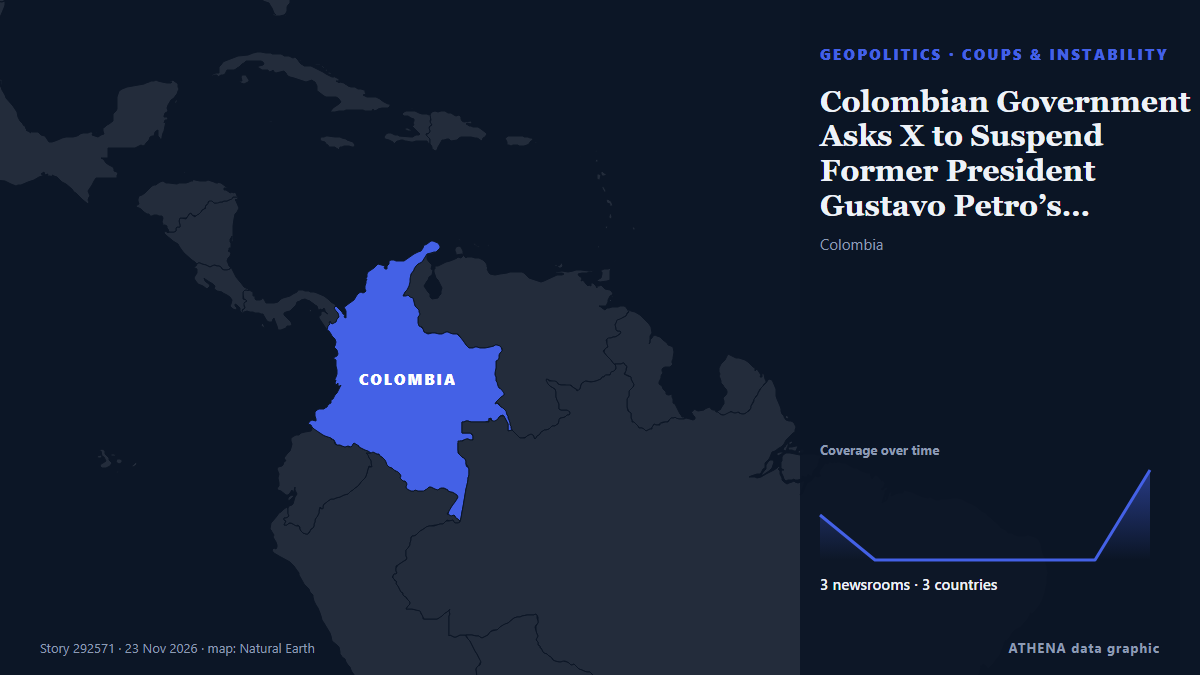 GEOPOLITICS · COUPS & INSTABILITY
Colombian Government
Asks X to Suspend
Former President
Gustavo Petro’s...
Colombia
COLOMBIA
Coverage over time
3 newsrooms · 3 countries
Story 292571 · 23 Nov 2026 · map: Natural Earth
ATHENA data graphic